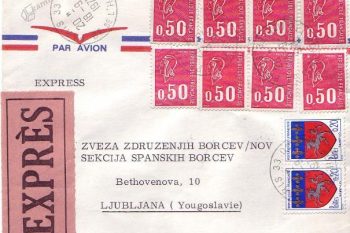 PAR AVION
EXPRESS
0.50 0.50 0.50 0.50
0.50 0.50 0.50 0.50
EXPRÈS
ZVEZA ZDRUZENJIH BORCEV/NOV
SEKCIJA SPANSKIH BORCEV
Bethovenova, 10
LJUBLJANA (Yougoslavie)
0,20